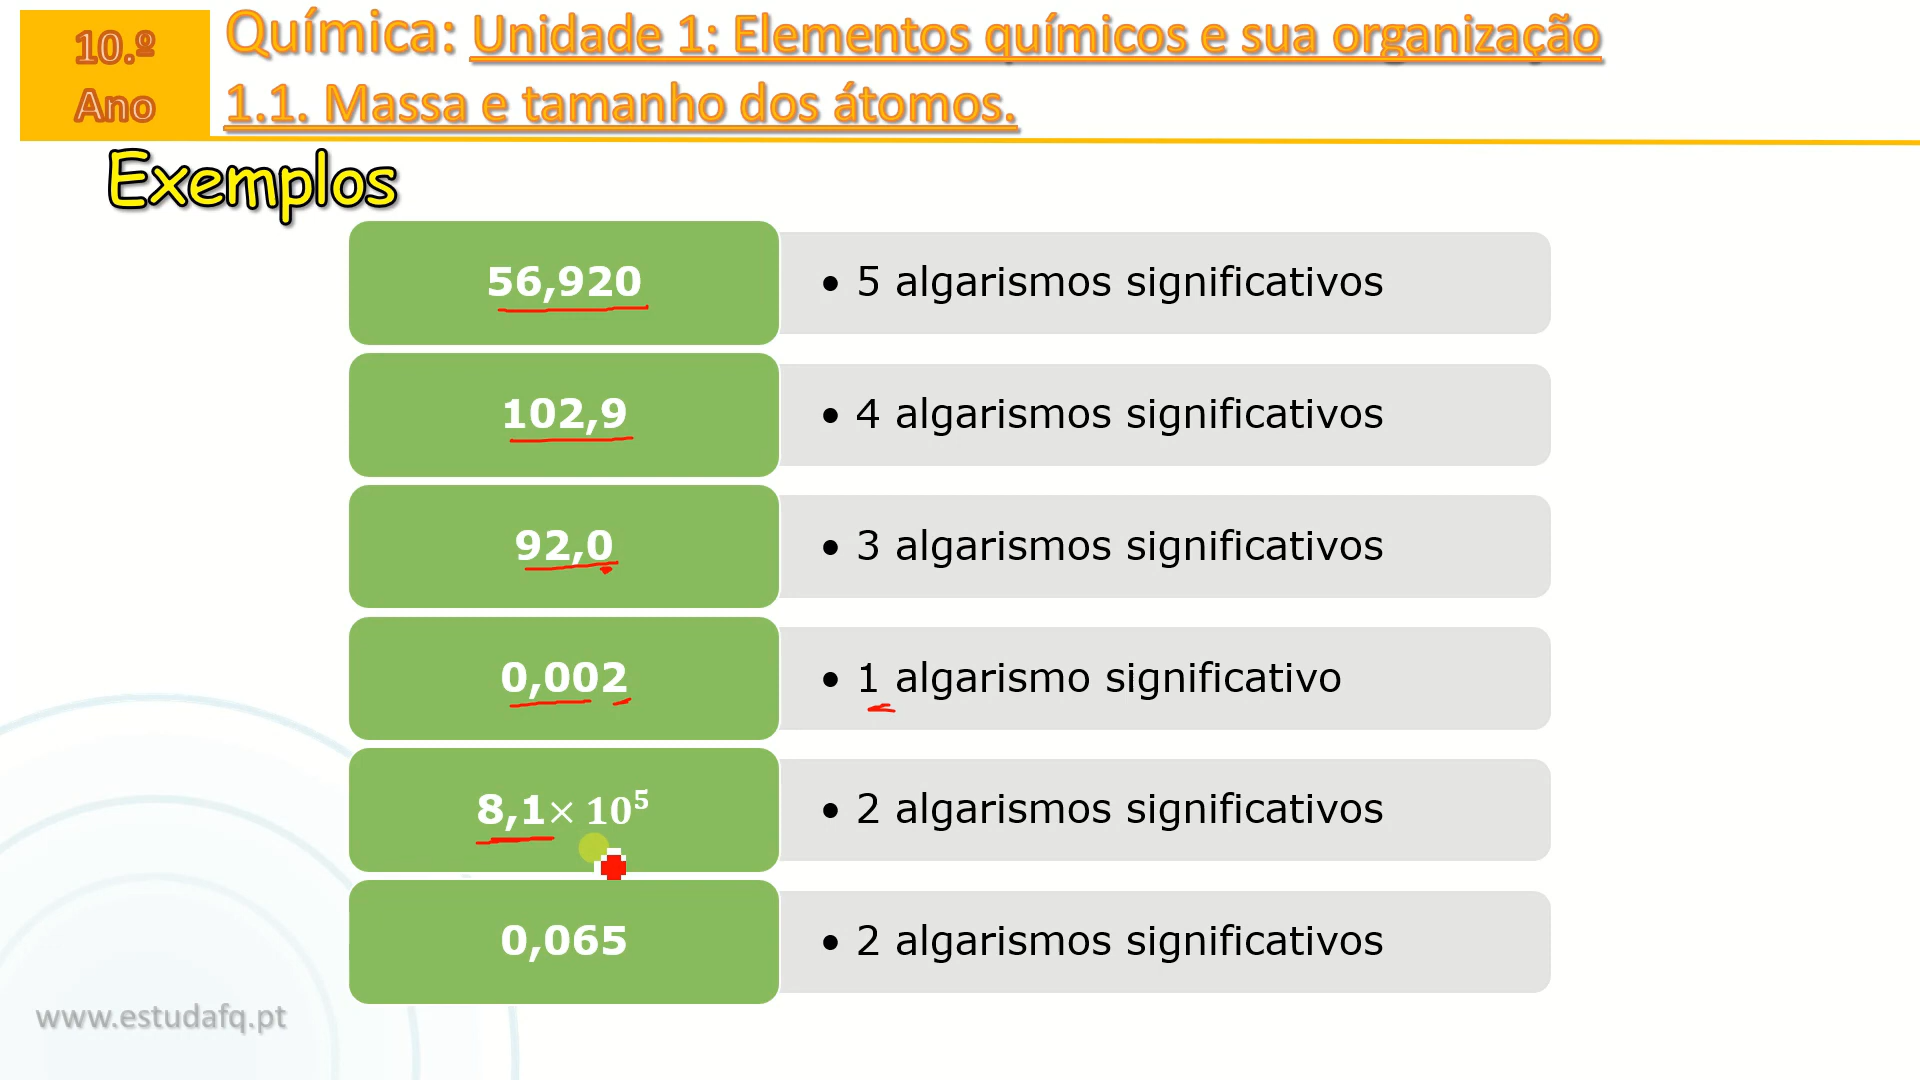 10.º
Ano
Química: Unidade 1: Elementos químicos e sua organização
1.1. Massa e tamanho dos átomos.
Exemplos
56,920
• 5 algarismos significativos
102,9
• 4 algarismos significativos
92,0
• 3 algarismos significativos
0,002
• 1 algarismo significativo
8,1× 10⁵
• 2 algarismos significativos
0,065
• 2 algarismos significativos
www.estudafq.pt